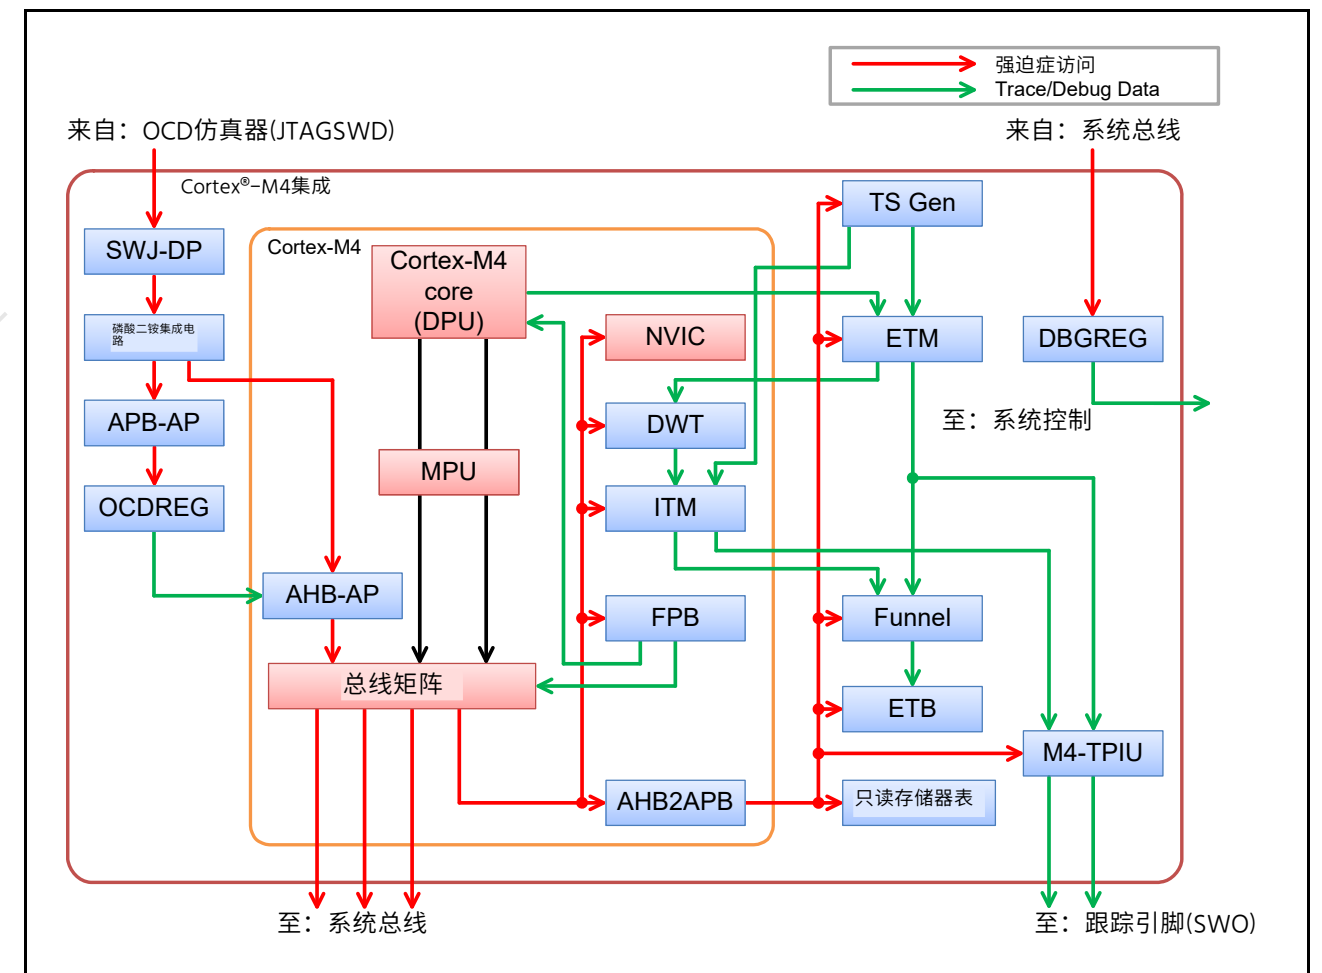 强迫症访问
Trace/Debug Data
来自：OCD仿真器(JTAGSWD)
来自：系统总线
Cortex®-M4集成
TS Gen
SWJ-DP
Cortex-M4
Cortex-M4
core
(DPU)
磷酸二铵集成电
路
NVIC
ETM
DBGREG
APB-AP
DWT
至：系统控制
MPU
OCDREG
ITM
AHB-AP
FPB
Funnel
总线矩阵
ETB
M4-TPIU
AHB2APB
只读存储器表
至：系统总线
至：跟踪引脚(SWO)